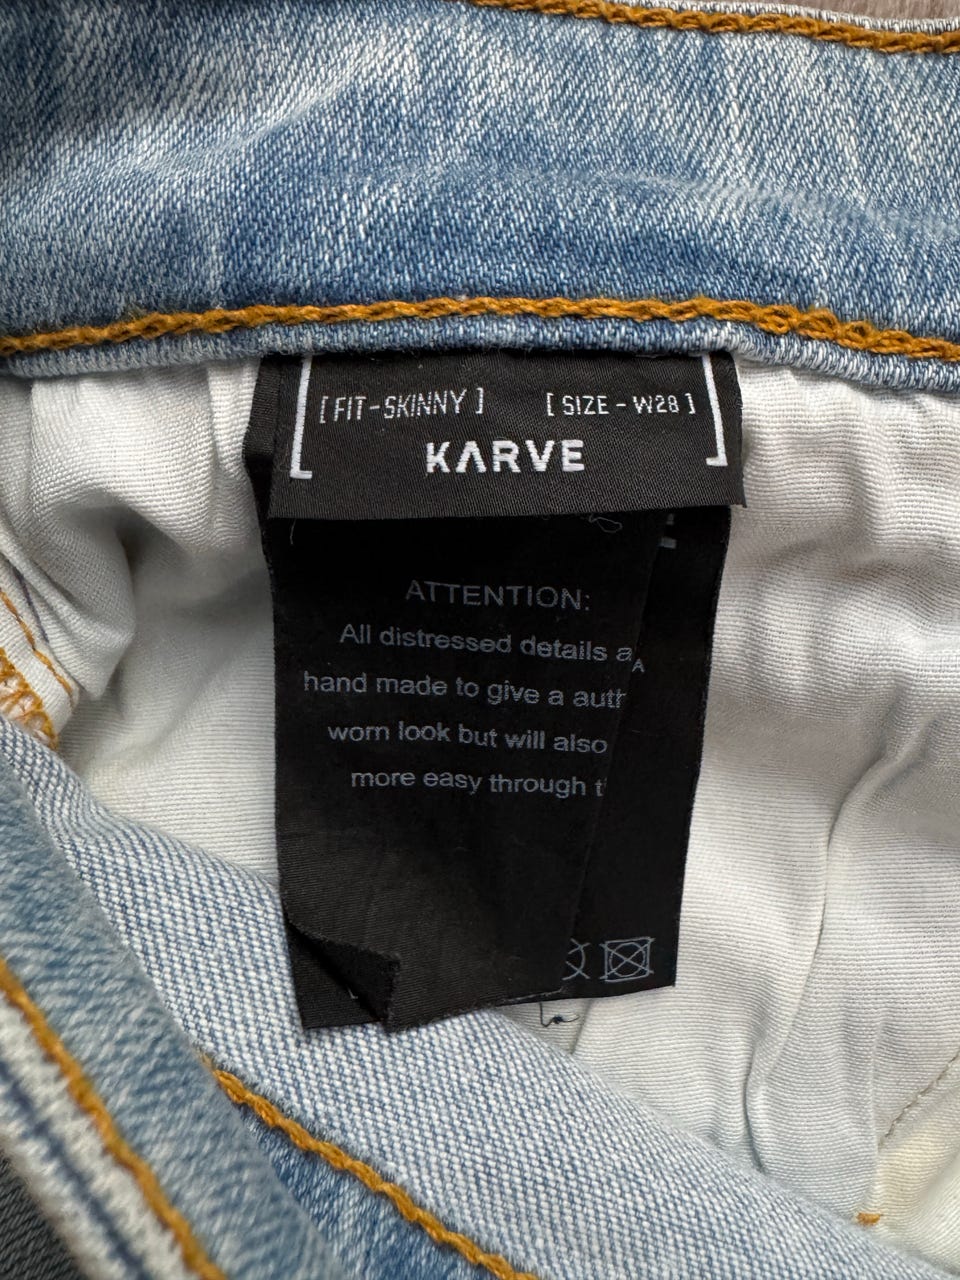 [ FIT-SKINNY ] [ SIZE - W28 ]
KARVE
ATTENTION:
All distressed details a
hand made to give a auth
worn look but will also
more easy through t